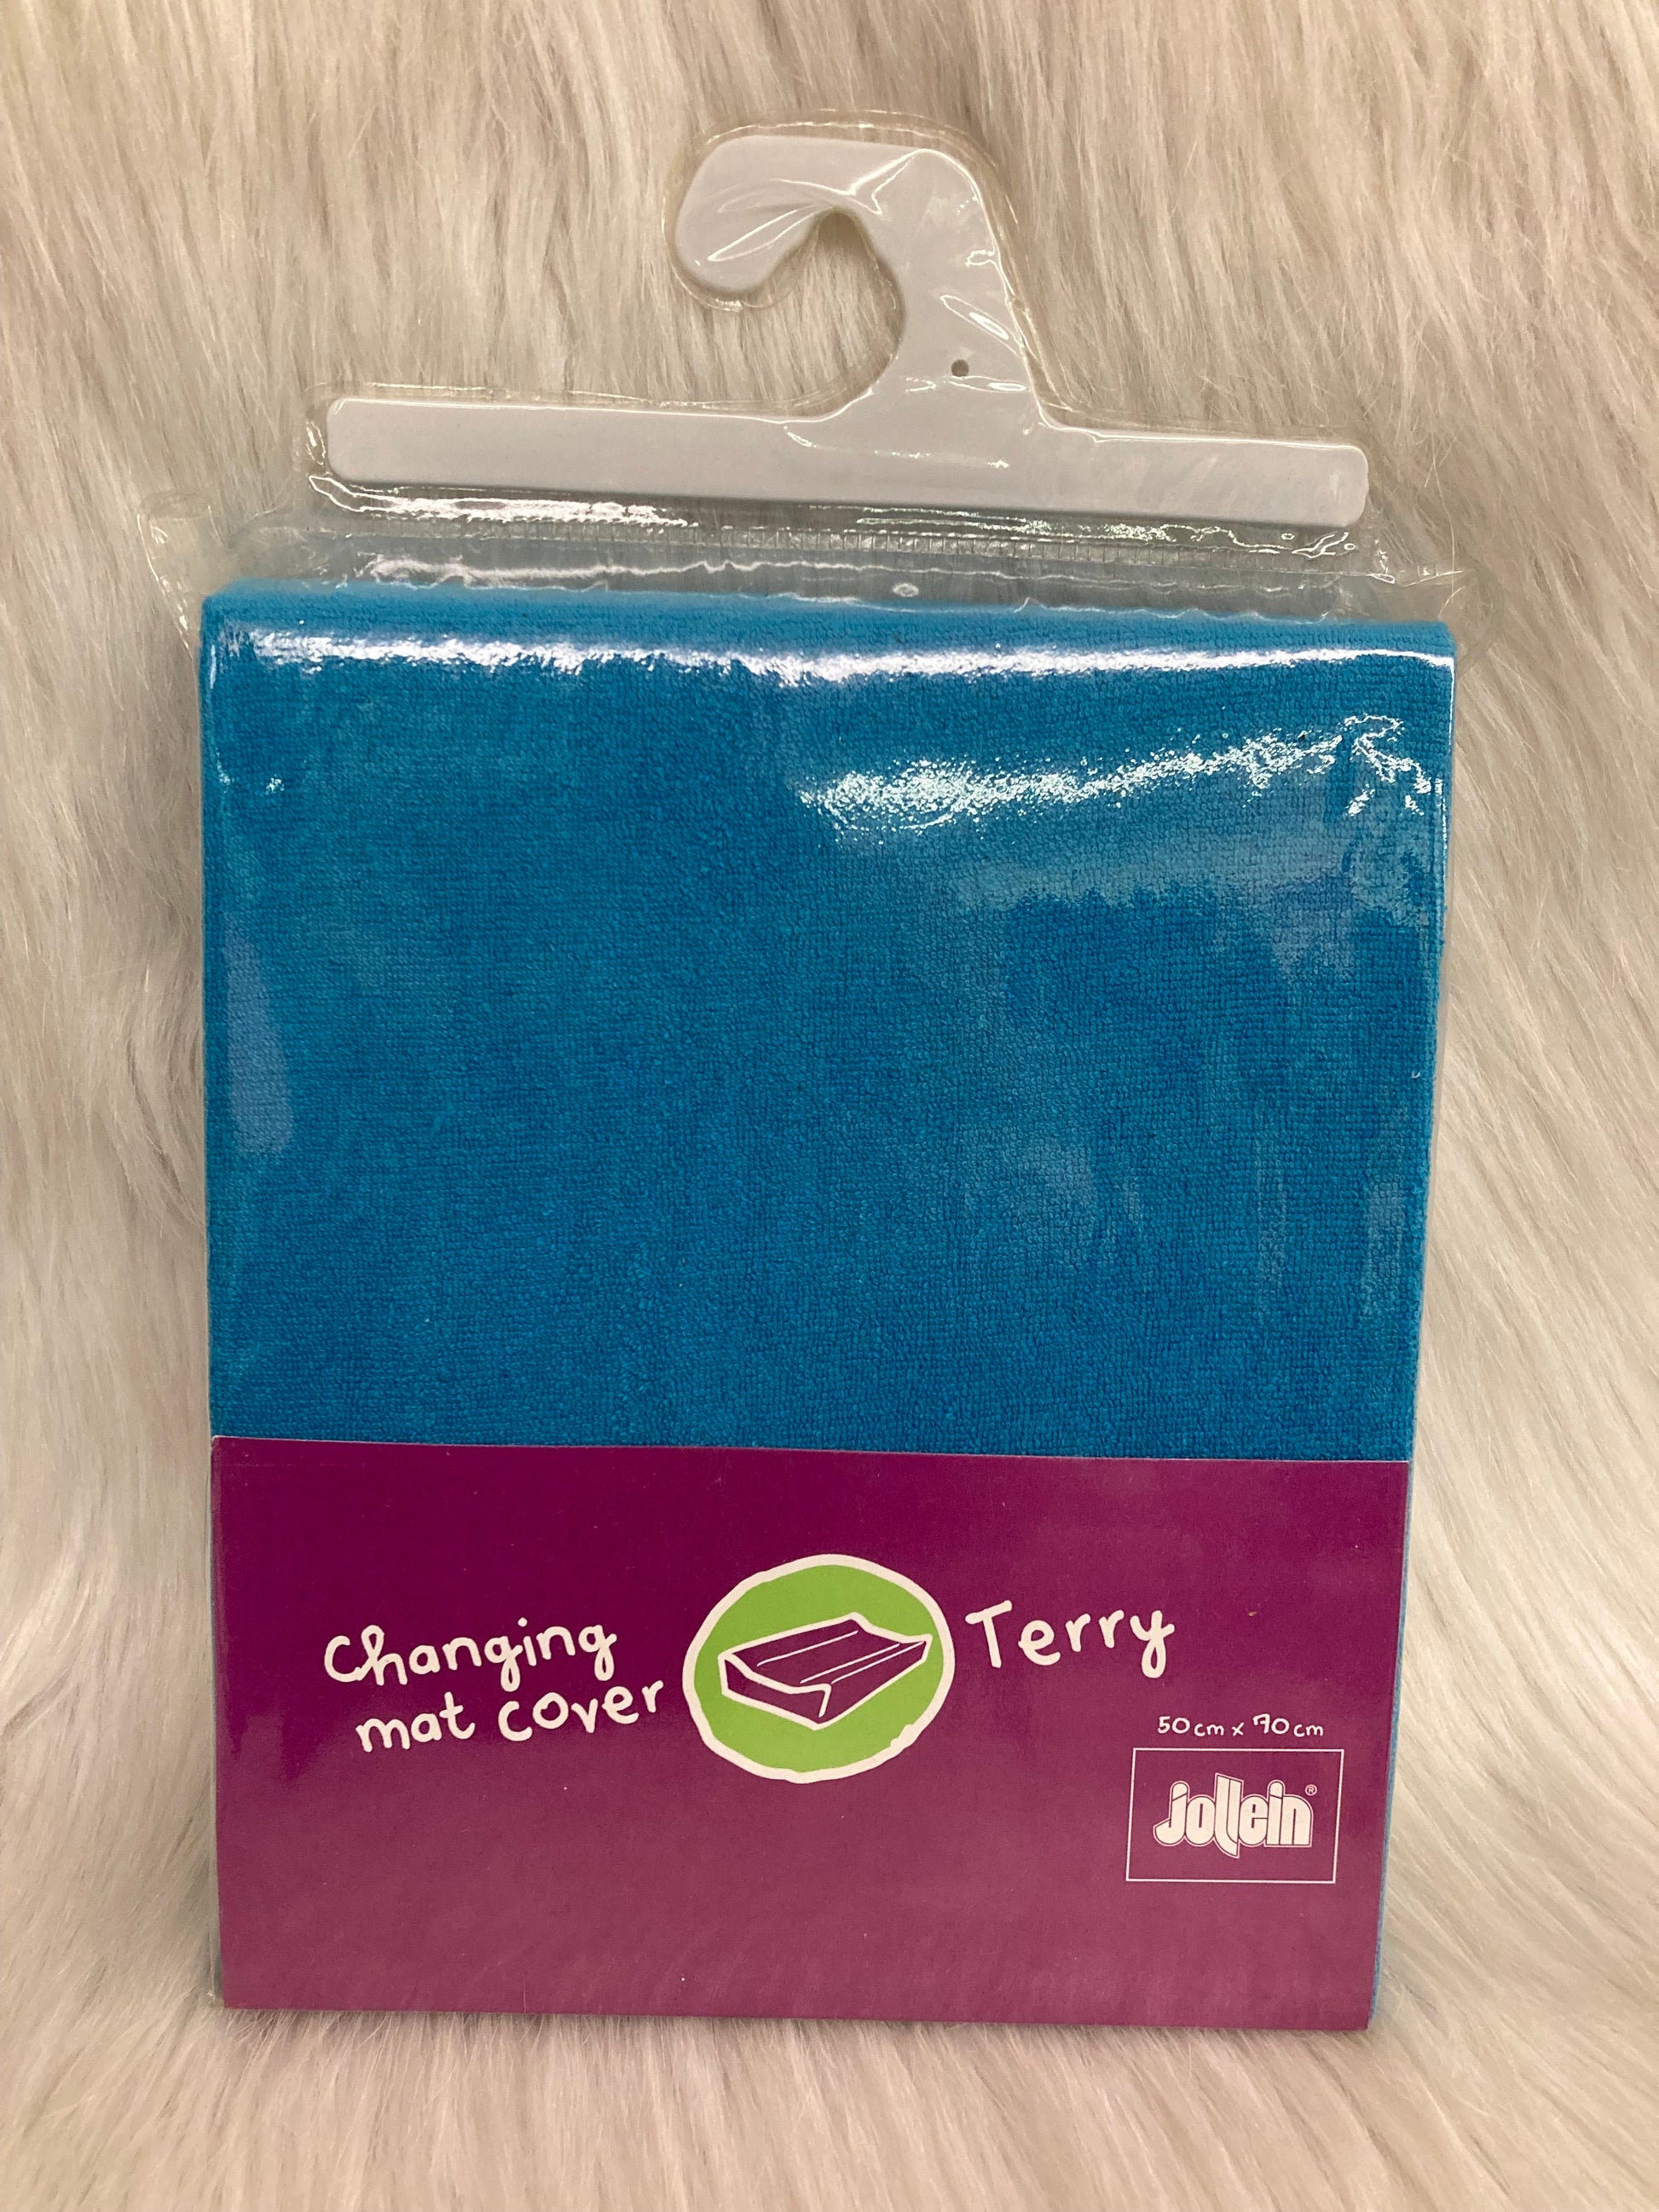 Changing
mat cover
Terry
50cm x 70cm
jollein®